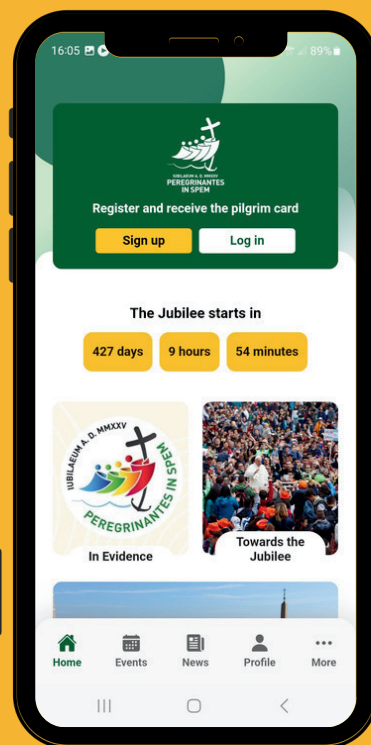 16:05
89%
IUBILAEUM A. D. MMXXV
PEREGRINANTES
IN SPEM
Register and receive the pilgrim card
Sign up
Log in
The Jubilee starts in
427 days
9 hours
54 minutes
IUBILAEUM A. D. MMXXV
PEREGRINANTES IN SPEM
In Evidence
Towards the
Jubilee
Home
Events
News
Profile
More